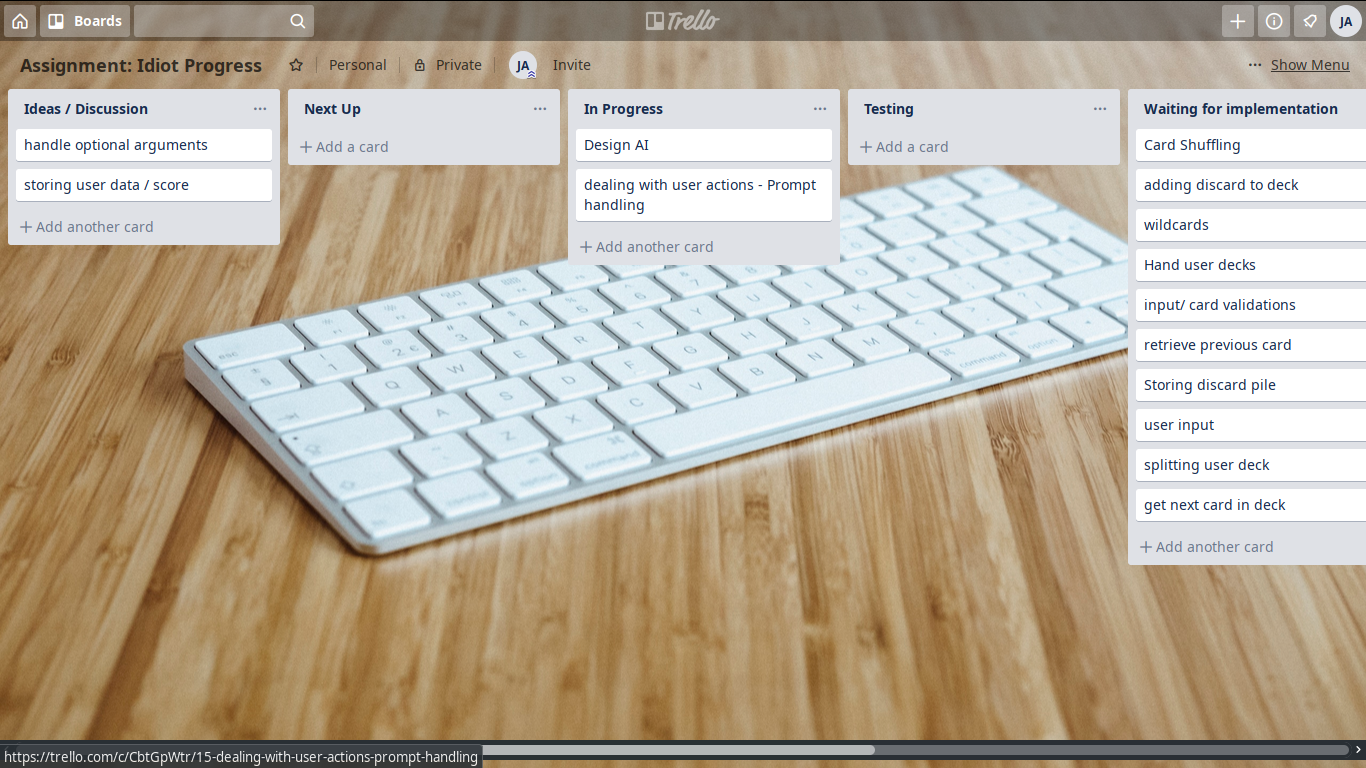 Boards
Trello
JA
Assignment: Idiot Progress
Personal
Private
JA
Invite
Show Menu
Ideas / Discussion
handle optional arguments
storing user data / score
Add another card
Next Up
Add a card
In Progress
Design AI
dealing with user actions - Prompt
handling
Add another card
Testing
Add a card
Waiting for implementation
Card Shuffling
adding discard to deck
wildcards
Hand user decks
input/ card validations
retrieve previous card
Storing discard pile
user input
splitting user deck
get next card in deck
Add another card
https://trello.com/c/CbtGpWtr/15-dealing-with-user-actions-prompt-handling